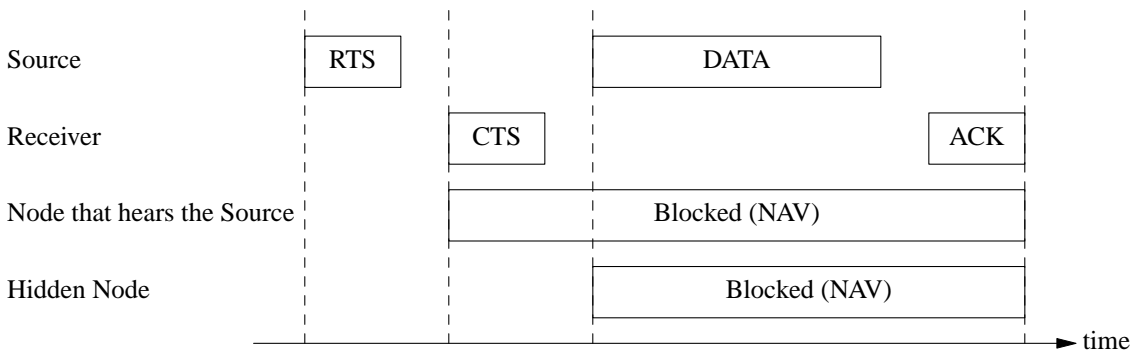 Source RTS DATA
Receiver CTS ACK
Node that hears the Source Blocked (NAV)
Hidden Node Blocked (NAV)
time